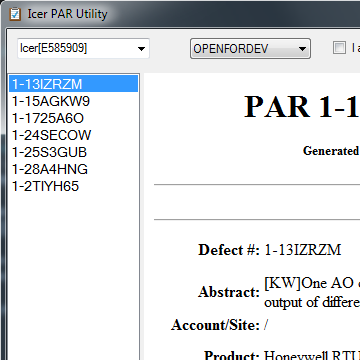 Icer PAR Utility
Icer[E585909]
OPENFORDEV
I
1-13IZRZM
1-15AGKW9
1-1725A6O
1-24SECOW
1-25S3GUB
1-28A4HNG
1-2TIYH65
PAR 1-1
Generated
Defect #: 1-13IZRZM
Abstract: [KW]One AO
output of differe
Account/Site: /
Product: Honeywell RTU